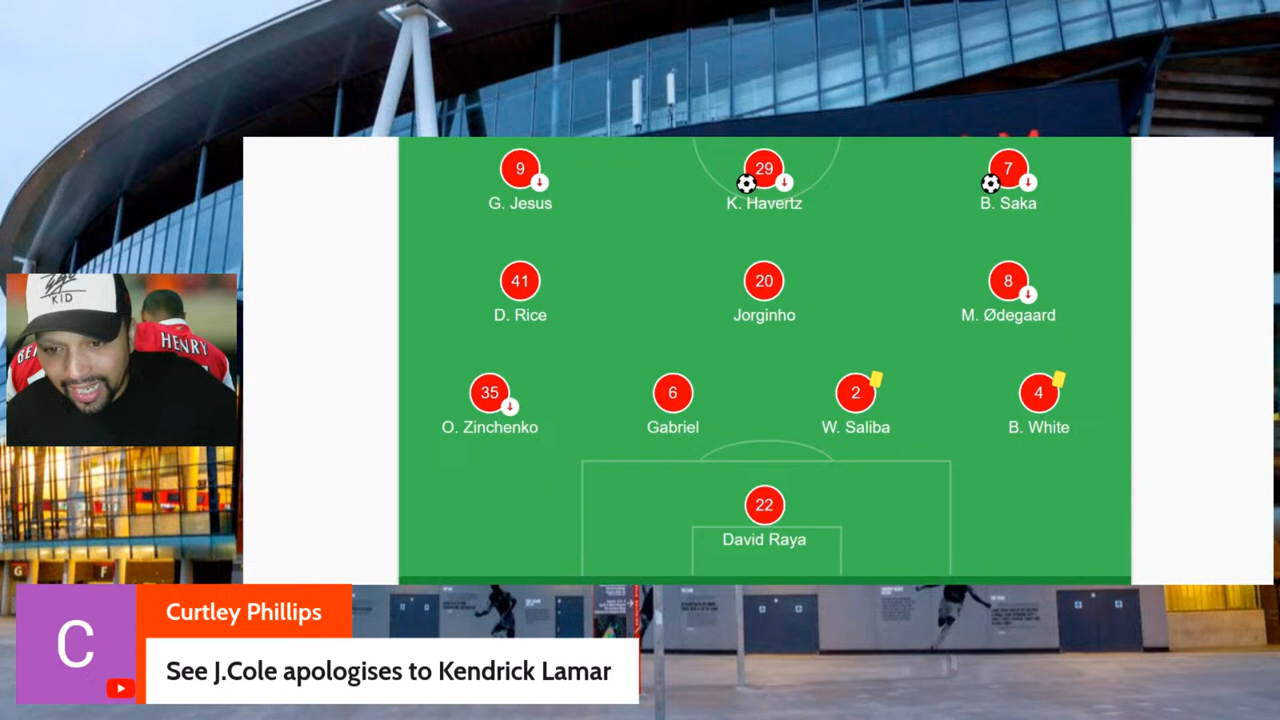 9
29
7
G. Jesus
K. Havertz
B. Saka
41
20
8
D. Rice
Jorginho
M. Ødegaard
35
6
2
4
O. Zinchenko
Gabriel
W. Saliba
B. White
22
David Raya
KID
HENRY
BE
G
F
C
Curtley Phillips
See J.Cole apologises to Kendrick Lamar